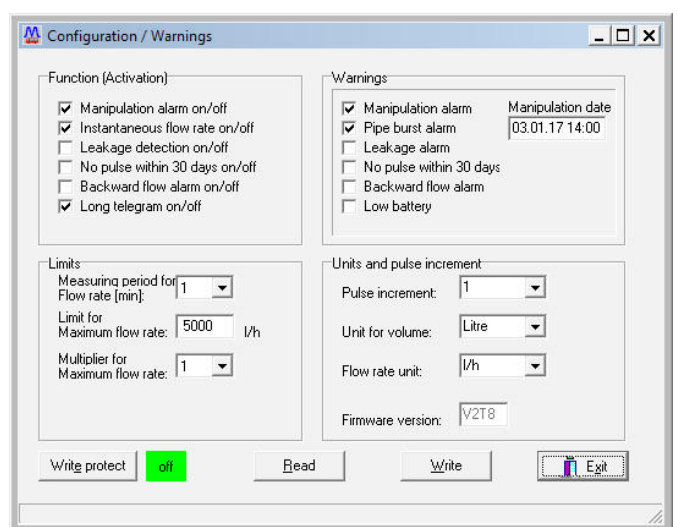 Configuration / Warnings
Function (Activation)
Manipulation alarm on/off
Instantaneous flow rate on/off
Leakage detection on/off
No pulse within 30 days on/off
Backward flow alarm on/off
Long telegram on/off
Warnings
Manipulation alarm
Pipe burst alarm
Leakage alarm
No pulse within 30 days
Backward flow alarm
Low battery
Manipulation date
03.01.17 14:00
Limits
Measuring period for
Flow rate [min]: 1
Limit for
Maximum flow rate: 5000 l/h
Multiplier for
Maximum flow rate: 1
Units and pulse increment
Pulse increment: 1
Unit for volume: Litre
Flow rate unit: l/h
Firmware version: V2T8
Write protect off Read Write Exit